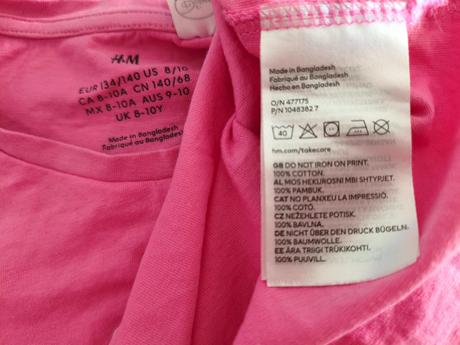 H&M
EUR 134/140 US 8/10
CA 8-10A CN 140/68
MX 8-10A AUS 9-10
UK 8-10Y
Made in Bangladesh
Fabriqué au Bangladesh
Made in Bangladesh
Fabriqué au Bangladesh
Hecho en Bangladesh
O/N 477175
P/N 1048382 7
40
hm.com/takecare
GB DO NOT IRON ON PRINT.
100% COTTON.
AL MOS HEKUROSNI MBI SHTYPJET.
100% PAMBUK.
CAT NO PLANXEU LA IMPRESSIÓ.
100% COTÓ.
CZ NEŽEHLETE POTISK.
100% BAVLNA.
DE NICHT ÜBER DEN DRUCK BÜGELN.
100% BAUMWOLLE.
EE ÄRA TRIIGI TRÜKIKOHTI.
100% PUUVILL.